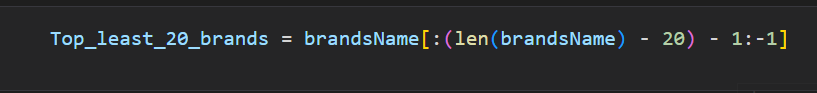 Top_least_20_brands = brandsName[:(len(brandsName) - 20) - 1:-1]